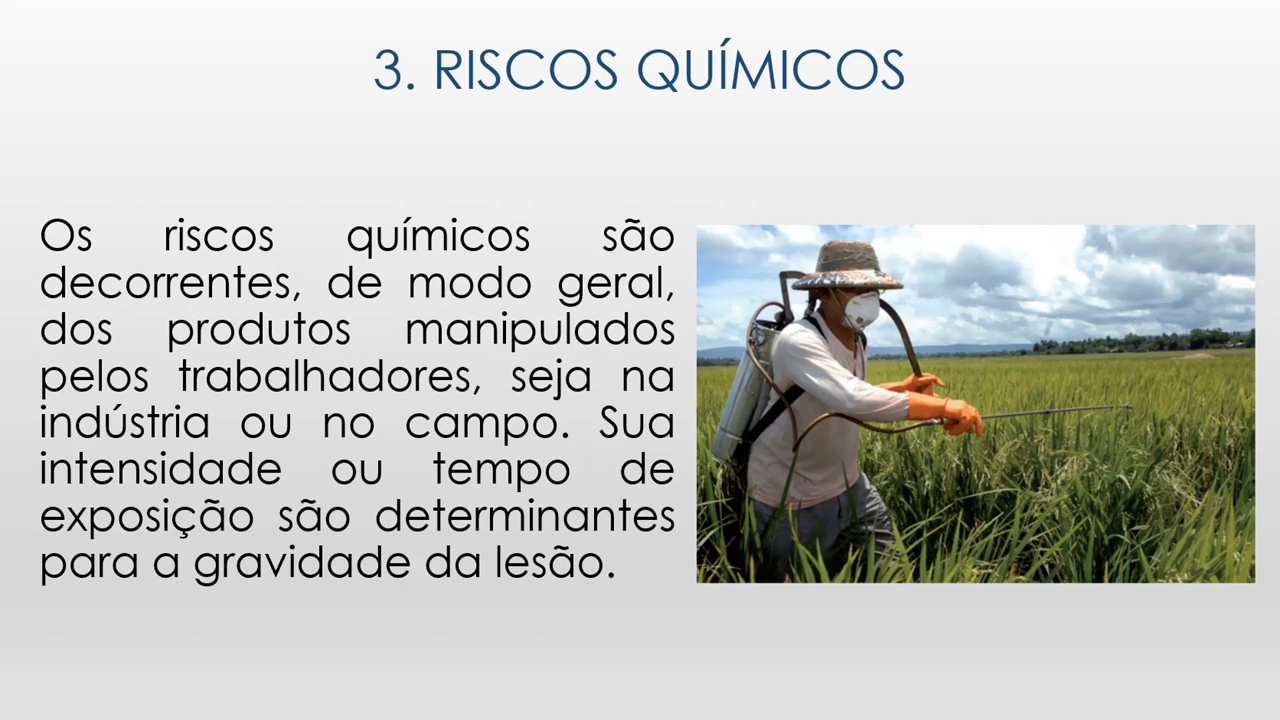 3. RISCOS QUÍMICOS
Os riscos químicos são
decorrentes, de modo geral,
dos produtos manipulados
pelos trabalhadores, seja na
indústria ou no campo. Sua
intensidade ou tempo de
exposição são determinantes
para a gravidade da lesão.